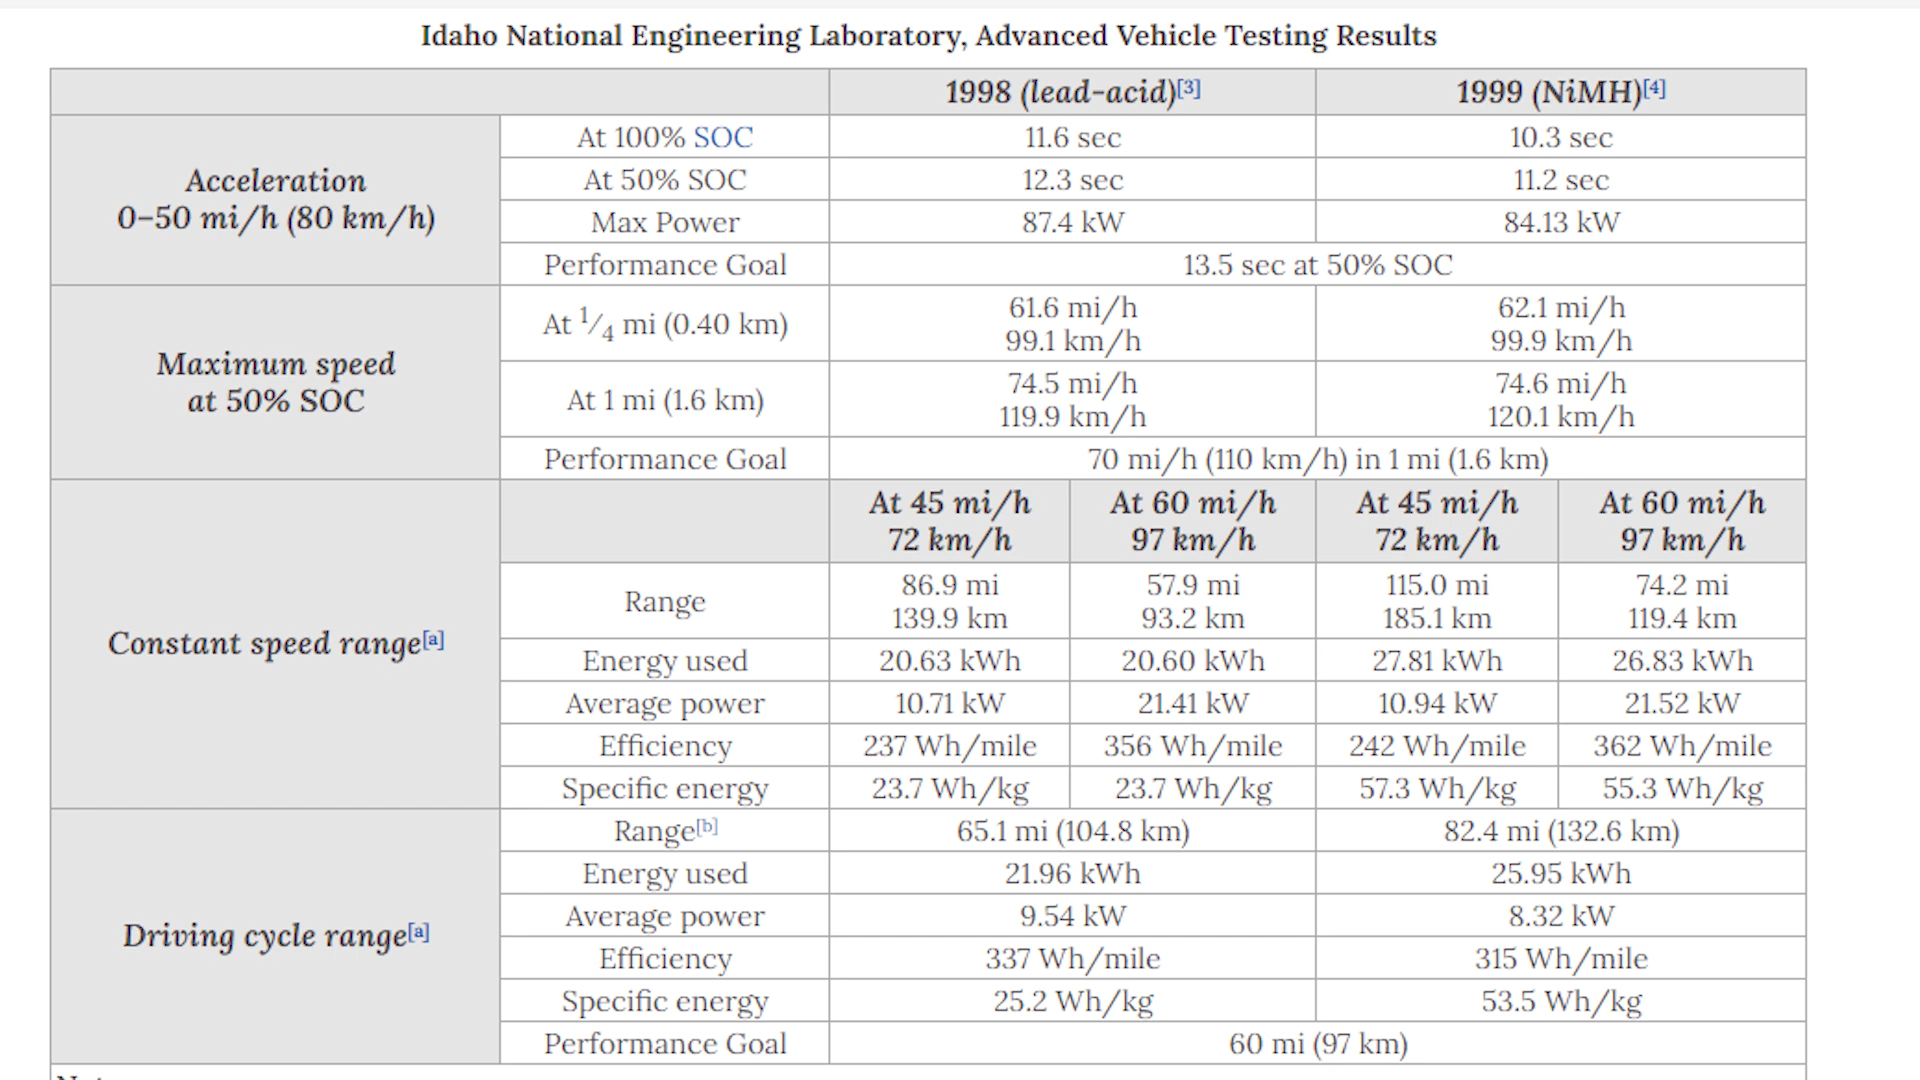 Idaho National Engineering Laboratory, Advanced Vehicle Testing Results
1998 (lead-acid)[3] 1999 (NiMH)[4]
Acceleration
0–50 mi/h (80 km/h)
At 100% SOC 11.6 sec 10.3 sec
At 50% SOC 12.3 sec 11.2 sec
Max Power 87.4 kW 84.13 kW
Performance Goal 13.5 sec at 50% SOC
Maximum speed
at 50% SOC
At 1/4 mi (0.40 km)
61.6 mi/h 62.1 mi/h
99.1 km/h 99.9 km/h
At 1 mi (1.6 km)
74.5 mi/h 74.6 mi/h
119.9 km/h 120.1 km/h
Performance Goal 70 mi/h (110 km/h) in 1 mi (1.6 km)
Constant speed range[a]
At 45 mi/h At 60 mi/h At 45 mi/h At 60 mi/h
72 km/h 97 km/h 72 km/h 97 km/h
Range
86.9 mi 57.9 mi 115.0 mi 74.2 mi
139.9 km 93.2 km 185.1 km 119.4 km
Energy used 20.63 kWh 20.60 kWh 27.81 kWh 26.83 kWh
Average power 10.71 kW 21.41 kW 10.94 kW 21.52 kW
Efficiency 237 Wh/mile 356 Wh/mile 242 Wh/mile 362 Wh/mile
Specific energy 23.7 Wh/kg 23.7 Wh/kg 57.3 Wh/kg 55.3 Wh/kg
Driving cycle range[a]
Range[b] 65.1 mi (104.8 km) 82.4 mi (132.6 km)
Energy used 21.96 kWh 25.95 kWh
Average power 9.54 kW 8.32 kW
Efficiency 337 Wh/mile 315 Wh/mile
Specific energy 25.2 Wh/kg 53.5 Wh/kg
Performance Goal 60 mi (97 km)